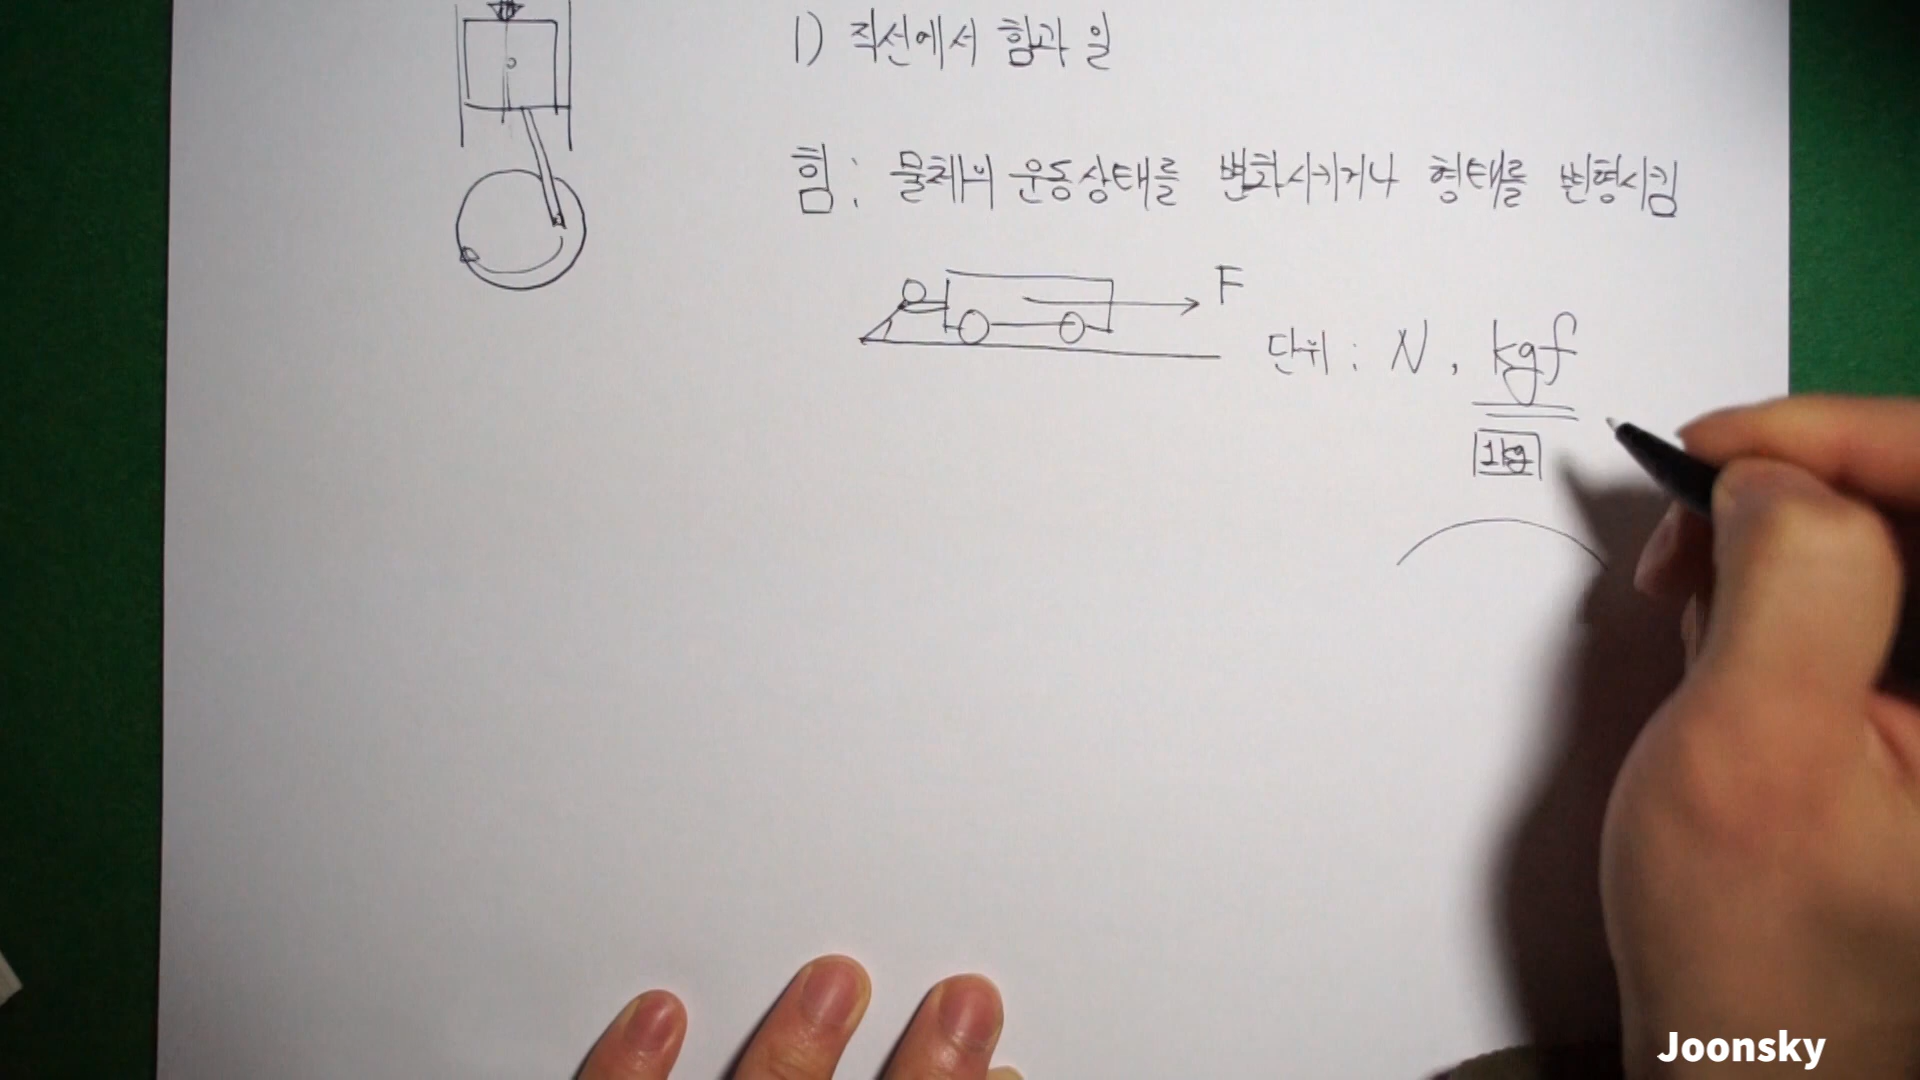 1) 직선에서 힘과 일
힘 : 물체의 운동상태를 변화시키거나 형태를 변형시킴
F
단위 : N, kgf
1kg
Joonsky